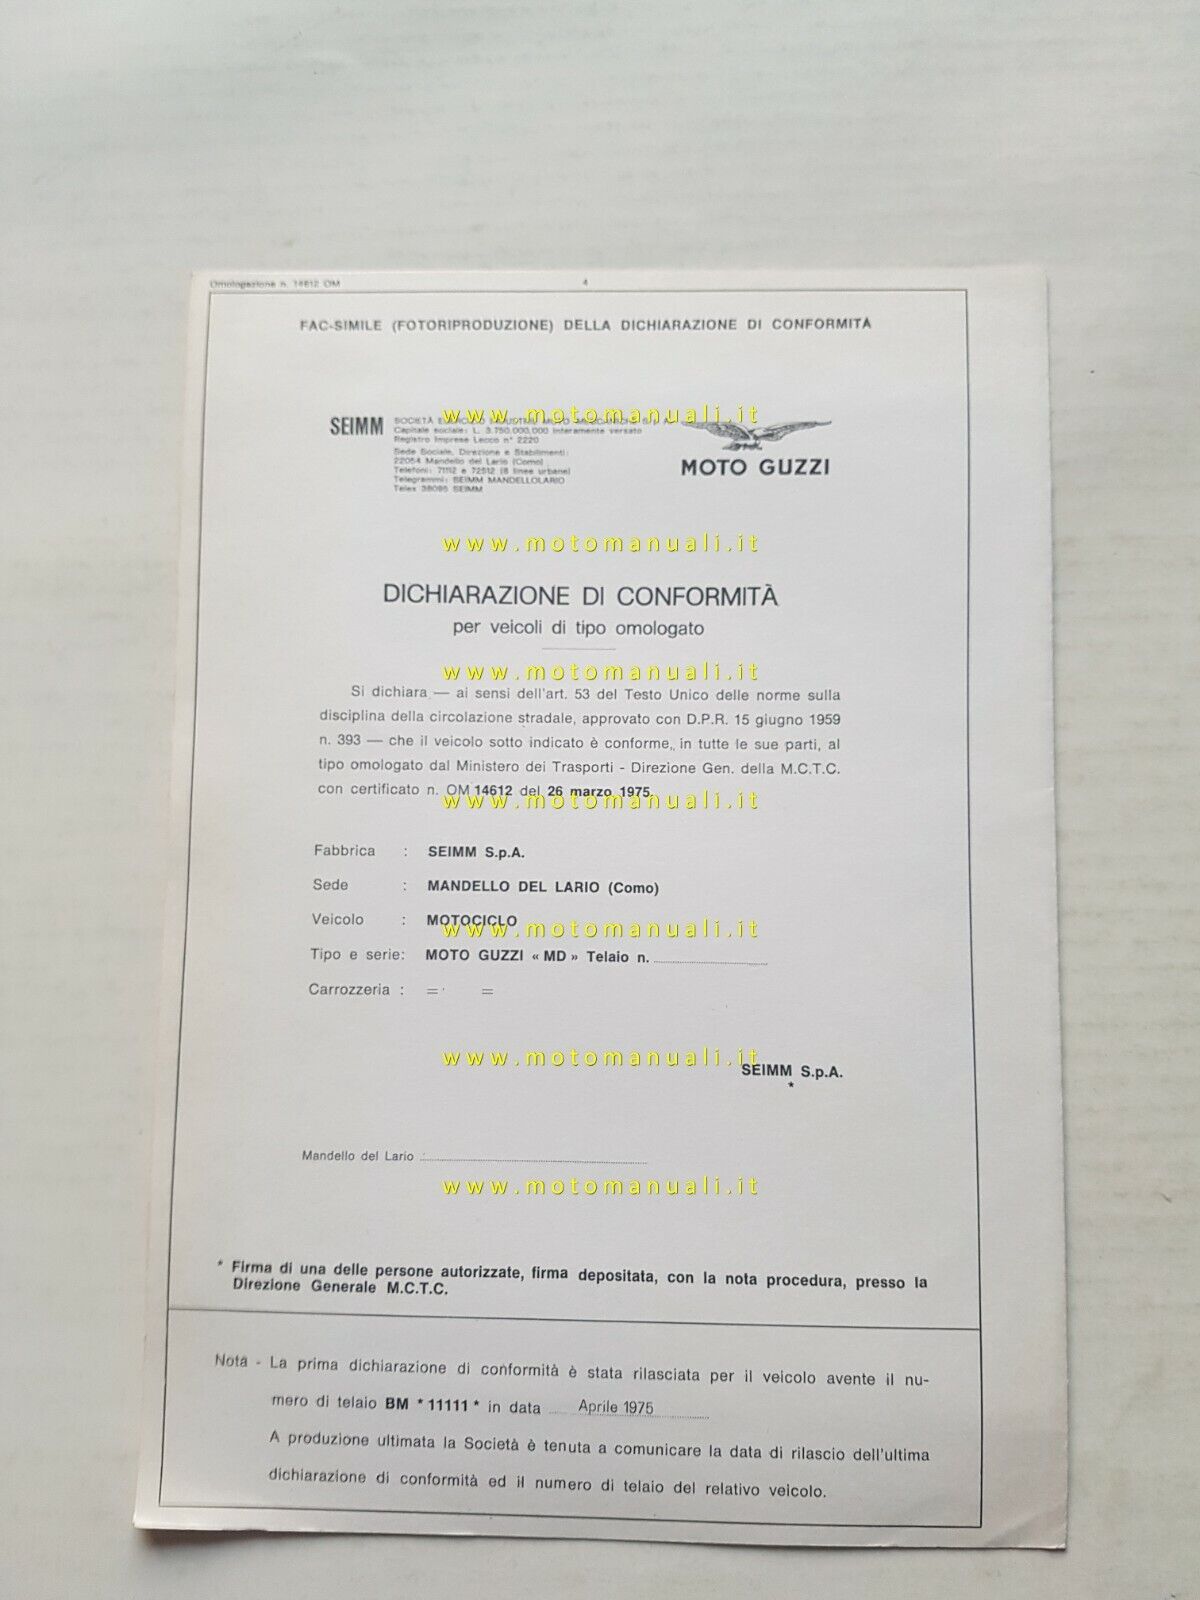 Omologazione n. 14612 OM
4
FAC-SIMILE (FOTORIPRODUZIONE) DELLA DICHIARAZIONE DI CONFORMITÀ
SEIMM
SOCIETÀ
Capitale sociale: L. 3.750.000.000 interamente versato
Registro Imprese Lecco n° 2220
Sede Sociale, Direzione e Stabilimenti:
22054 Mandello del Lario (Como)
Telefoni: 71112 e 72512 (8 linee urbane)
Telegrammi: SEIMM MANDELLOLARIO
Telex 38095 SEIMM
MOTO GUZZI
www.motomanuali.it
www.motomanuali.it
DICHIARAZIONE DI CONFORMITÀ
per veicoli di tipo omologato
www.motomanuali.it
Si dichiara — ai sensi dell'art. 53 del Testo Unico delle norme sulla
disciplina della circolazione stradale, approvato con D.P.R. 15 giugno 1959
n. 393 — che il veicolo sotto indicato è conforme, in tutte le sue parti, al
tipo omologato dal Ministero dei Trasporti - Direzione Gen. della M.C.T.C.
con certificato n. OM 14612 del 26 marzo 1975.
www.motomanuali.it
Fabbrica : SEIMM S.p.A.
Sede : MANDELLO DEL LARIO (Como)
Veicolo : MOTOCICLO
www.motomanuali.it
Tipo e serie: MOTO GUZZI « MD » Telaio n.
Carrozzeria : = =
www.motomanuali.it
SEIMM S.p.A.
*
Mandello del Lario
www.motomanuali.it
* Firma di una delle persone autorizzate, firma depositata, con la nota procedura, presso la
Direzione Generale M.C.T.C.
Nota - La prima dichiarazione di conformità è stata rilasciata per il veicolo avente il nu-
mero di telaio BM * 11111 * in data Aprile 1975
A produzione ultimata la Società è tenuta a comunicare la data di rilascio dell'ultima
dichiarazione di conformità ed il numero di telaio del relativo veicolo.